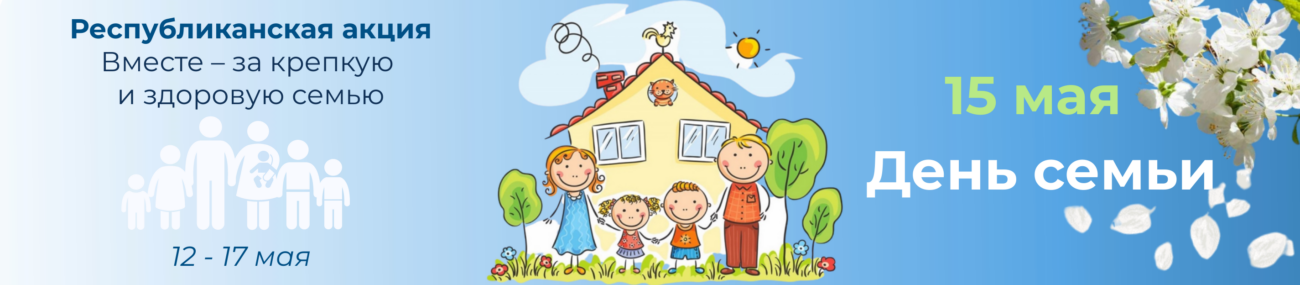 Республиканская акция
Вместе – за крепкую
и здоровую семью
12 - 17 мая
15 мая
День семьи